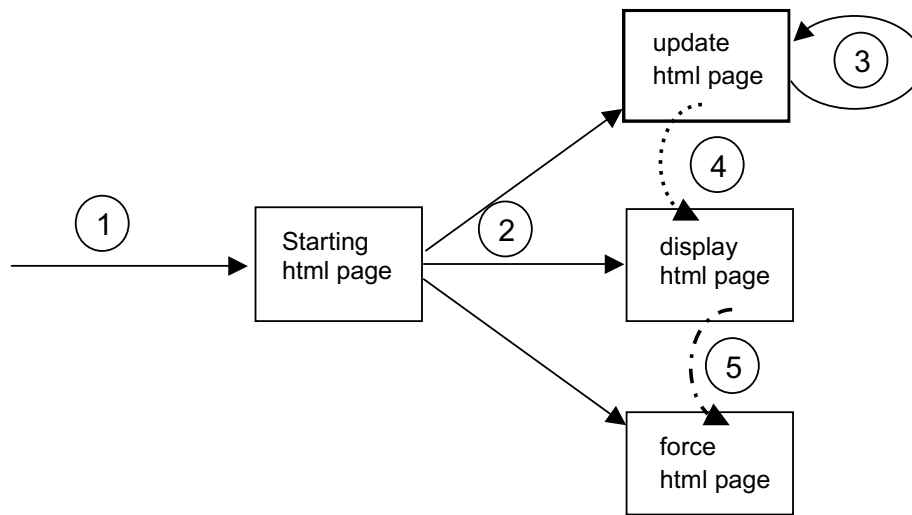 update
html page
3
4
1
Starting
html page
2
display
html page
5
force
html page